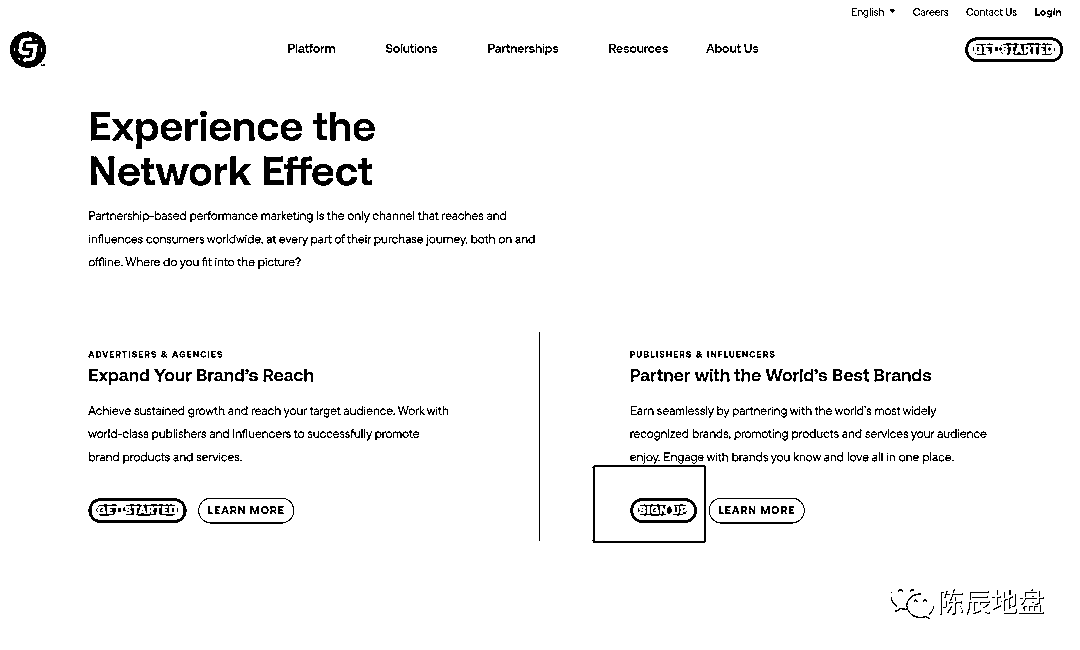 English ▼ Careers Contact Us Login
CJ
Platform Solutions Partnerships Resources About Us GET STARTED
Experience the
Network Effect
Partnership-based performance marketing is the only channel that reaches and
influences consumers worldwide, at every part of their purchase journey, both on and
offline. Where do you fit into the picture?
ADVERTISERS & AGENCIES
Expand Your Brand's Reach
Achieve sustained growth and reach your target audience. Work with
world-class publishers and influencers to successfully promote
brand products and services.
GET STARTED LEARN MORE
PUBLISHERS & INFLUENCERS
Partner with the World's Best Brands
Earn seamlessly by partnering with the world's most widely
recognized brands, promoting products and services your audience
enjoy. Engage with brands you know and love all in one place.
SIGN UP LEARN MORE
陈辰地盘